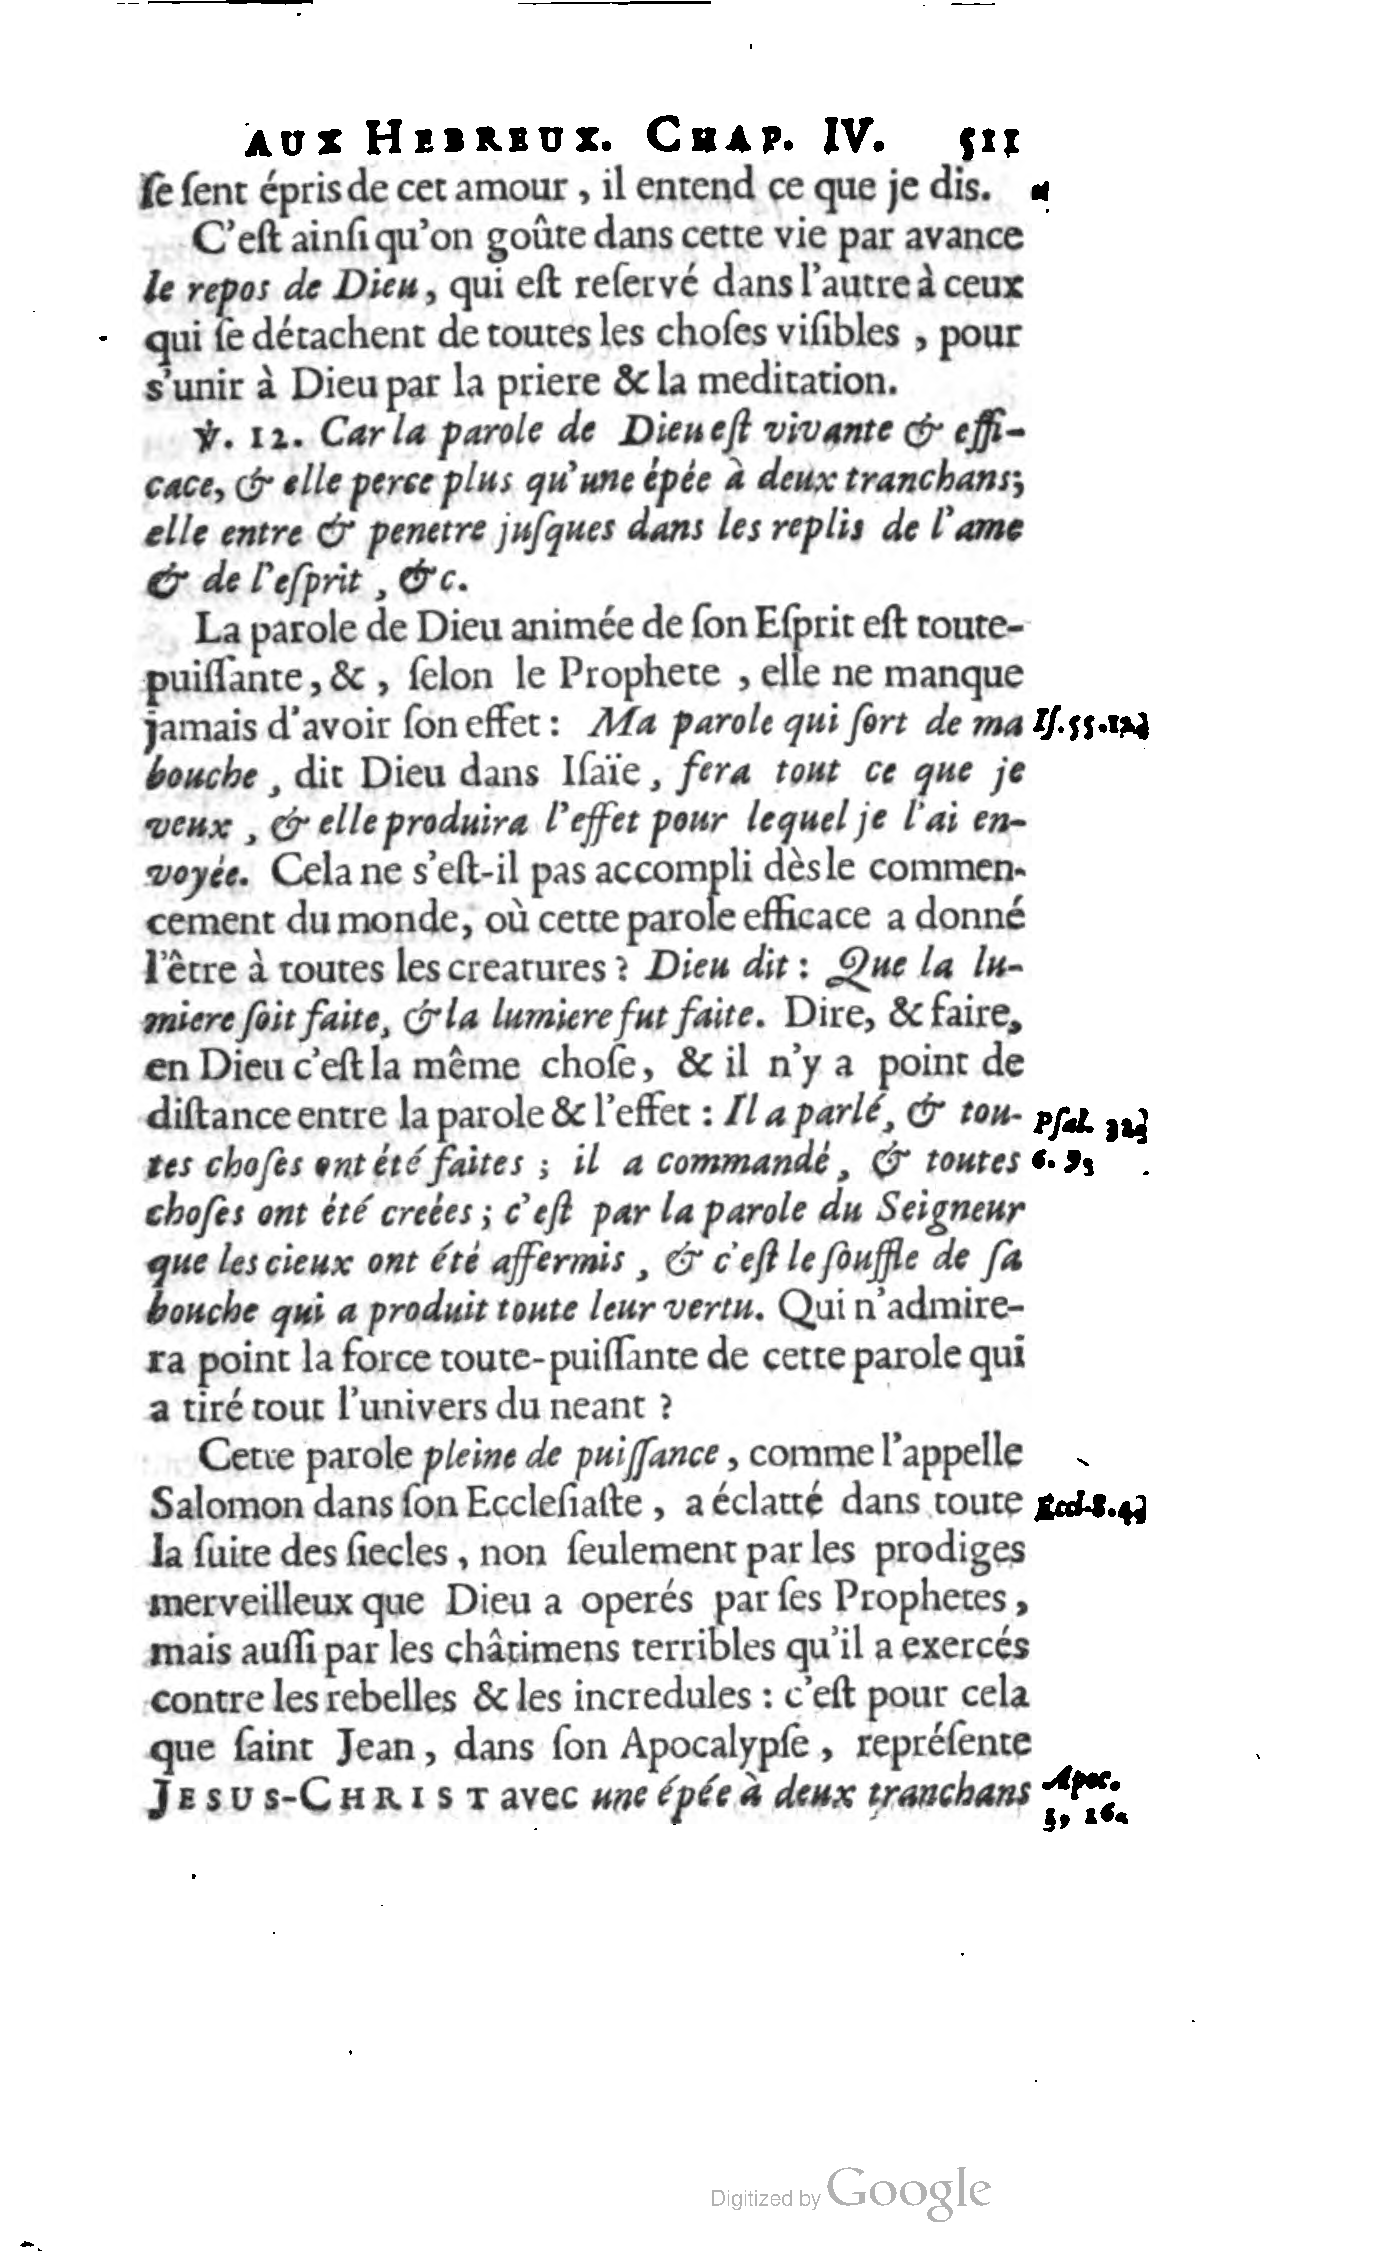 AUX HEBREUX. CHAP. IV. 511
ſe ſent épris de cet amour, il entend ce que je dis.
C'eſt ainſi qu'on goûte dans cette vie par avance
le repos de Dieu, qui eſt reſervé dans l'autre à ceux
qui ſe détachent de toutes les choſes viſibles, pour
s'unir à Dieu par la priere & la meditation.
℣. 12. Car la parole de Dieu eſt vivante & effi-
cace, & elle perce plus qu'une épée à deux tranchans;
elle entre & penetre juſques dans les replis de l'ame
& de l'eſprit, &c.
La parole de Dieu animée de ſon Eſprit eſt toute-
puiſſante, &, ſelon le Prophete, elle ne manque
jamais d'avoir ſon effet: Ma parole qui ſort de ma
Iſ. 55.
bouche, dit Dieu dans Iſaïe, fera tout ce que je
veux, & elle produira l'effet pour lequel je l'ai en-
voyée. Cela ne s'eſt-il pas accompli dès le commen-
cement du monde, où cette parole efficace a donné
l'être à toutes les creatures? Dieu dit: Que la lu-
miere ſoit faite, & la lumiere fut faite. Dire, & faire,
en Dieu c'eſt la même choſe, & il n'y a point de
diſtance entre la parole & l'effet: Il a parlé, & tou-
Pſal. 32.
tes choſes ont été faites; il a commandé, & toutes
6. 9.
choſes ont été creées; c'eſt par la parole du Seigneur
que les cieux ont été affermis, & c'eſt le ſouffle de ſa
bouche qui a produit toute leur vertu. Qui n'admire-
ra point la force toute-puiſſante de cette parole qui
a tiré tout l'univers du neant?
Cette parole pleine de puiſſance, comme l'appelle
Salomon dans ſon Eccleſiaſte, a éclatté dans toute
Eccl. 8. 4.
la ſuite des ſiecles, non ſeulement par les prodiges
merveilleux que Dieu a operés par ſes Prophetes,
mais auſſi par les châtimens terribles qu'il a exercés
contre les rebelles & les incredules: c'eſt pour cela
que ſaint Jean, dans ſon Apocalypſe, repréſente
JESUS-CHRIST avec une épée à deux tranchans
Apoc.
16.
Digitized by Google